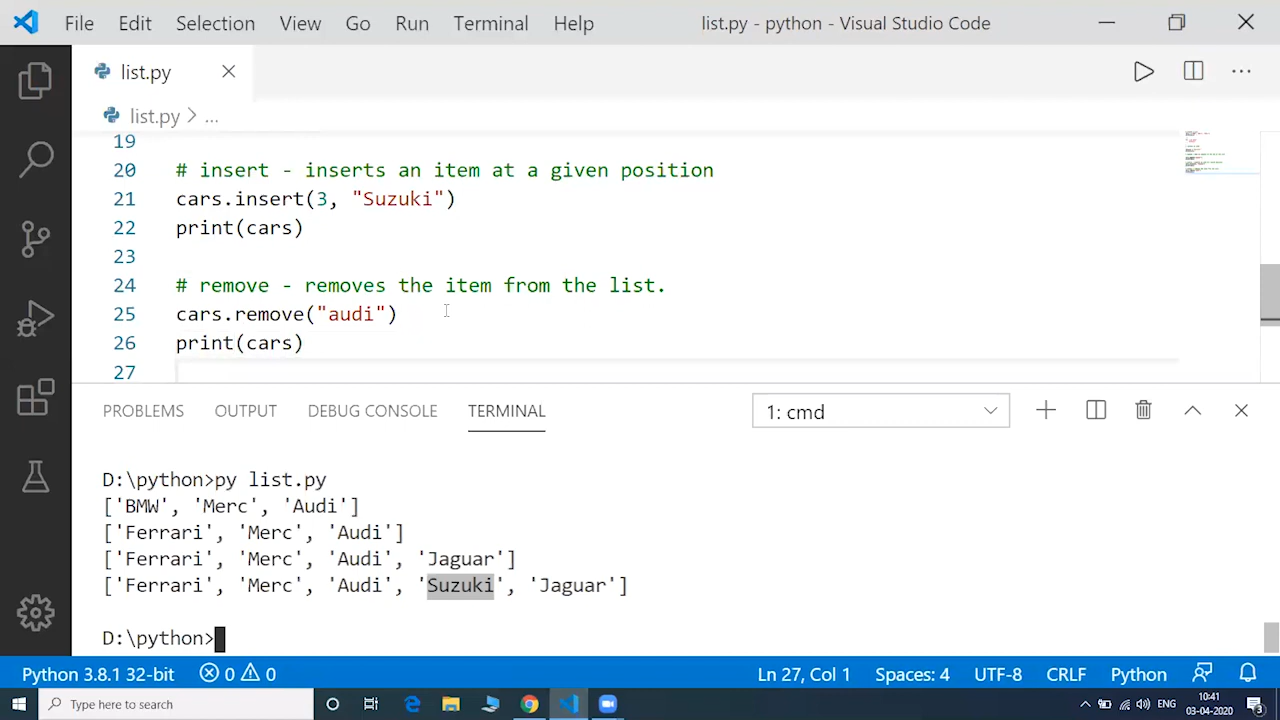 File Edit Selection View Go Run Terminal Help list.py - python - Visual Studio Code
list.py
list.py > ...
19
20 # insert - inserts an item at a given position
21 cars.insert(3, "Suzuki")
22 print(cars)
23
24 # remove - removes the item from the list.
25 cars.remove("audi")
26 print(cars)
27
PROBLEMS OUTPUT DEBUG CONSOLE TERMINAL 1: cmd
D:\python>py list.py
['BMW', 'Merc', 'Audi']
['Ferrari', 'Merc', 'Audi']
['Ferrari', 'Merc', 'Audi', 'Jaguar']
['Ferrari', 'Merc', 'Audi', 'Suzuki', 'Jaguar']
D:\python>
Python 3.8.1 32-bit 0 0 Ln 27, Col 1 Spaces: 4 UTF-8 CRLF Python
Type here to search ENG 10:41
03-04-2020 3